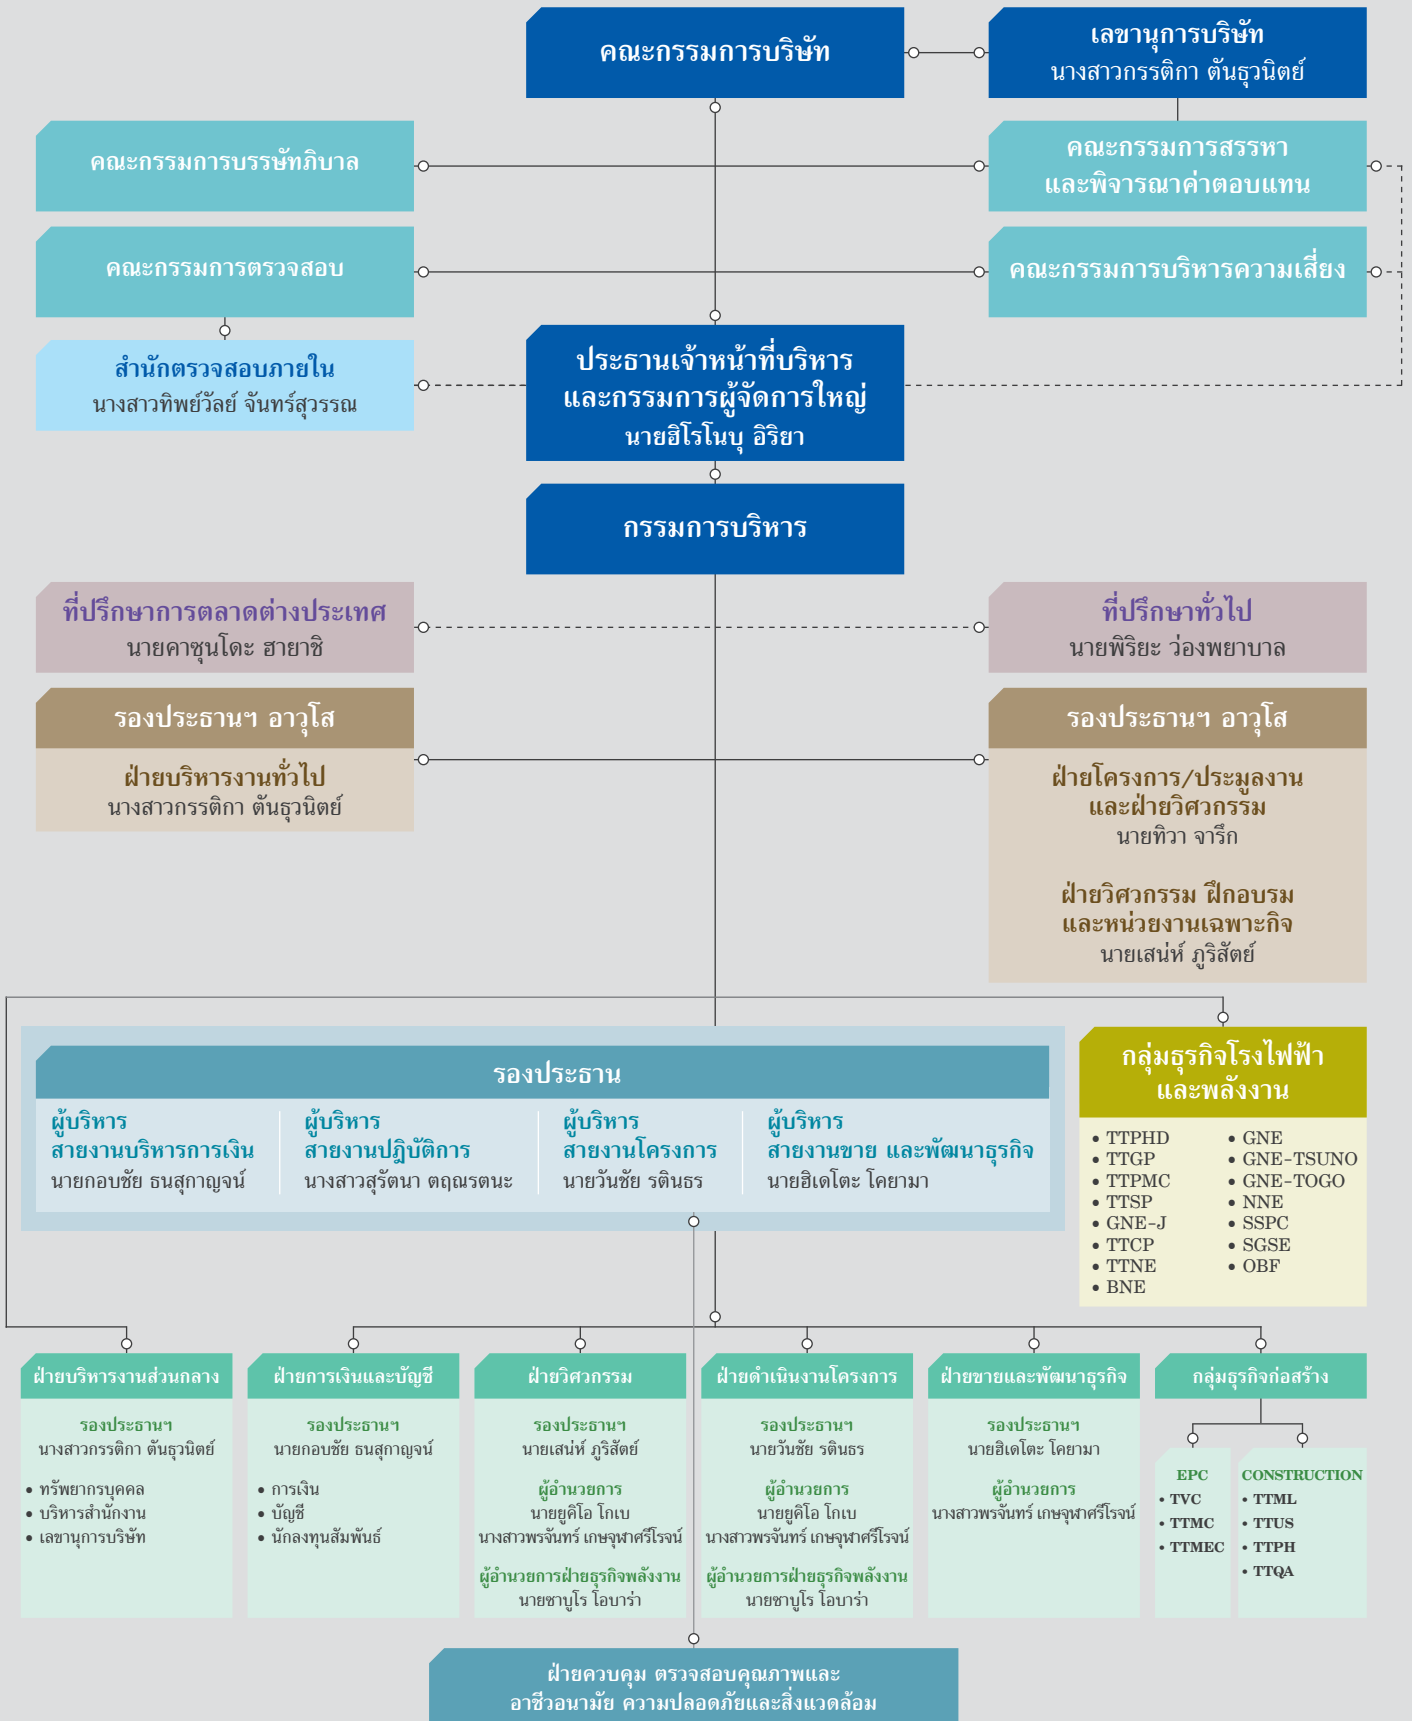 คณะกรรมการบริษัท
เลขานุการบริษัท
นางสาวกรรติกา ตันธุวนิตย์
คณะกรรมการบรรษัทภิบาล
คณะกรรมการสรรหา
และพิจารณาค่าตอบแทน
คณะกรรมการตรวจสอบ
คณะกรรมการบริหารความเสี่ยง
สำนักตรวจสอบภายใน
นางสาวทิพย์วัลย์ จันทร์สุวรรณ
ประธานเจ้าหน้าที่บริหาร
และกรรมการผู้จัดการใหญ่
นายฮิโรโนบุ อิริยา
กรรมการบริหาร
ที่ปรึกษาการตลาดต่างประเทศ
นายคาซุนโดะ ฮายาชิ
ที่ปรึกษาทั่วไป
นายพิริยะ ว่องพยาบาล
รองประธานฯ อาวุโส
ฝ่ายบริหารงานทั่วไป
นางสาวกรรติกา ตันธุวนิตย์
รองประธานฯ อาวุโส
ฝ่ายโครงการ/ประมูลงาน
และฝ่ายวิศวกรรม
นายทิวา จารึก
ฝ่ายวิศวกรรม ฝึกอบรม
และหน่วยงานเฉพาะกิจ
นายเสน่ห์ ภูริสัตย์
รองประธาน
ผู้บริหาร
สายงานบริหารการเงิน
นายกอบชัย ธนสุกาญจน์
ผู้บริหาร
สายงานปฎิบัติการ
นางสาวสุรัตนา ตฤณรตนะ
ผู้บริหาร
สายงานโครงการ
นายวันชัย รตินธร
ผู้บริหาร
สายงานขาย และพัฒนาธุรกิจ
นายฮิเดโตะ โคยามา
กลุ่มธุรกิจโรงไฟฟ้า
และพลังงาน
• TTPHD
• TTGP
• TTPMC
• TTSP
• GNE-J
• TTCP
• TTNE
• BNE
• GNE
• GNE-TSUNO
• GNE-TOGO
• NNE
• SSPC
• SGSE
• OBF
ฝ่ายบริหารงานส่วนกลาง
รองประธานฯ
นางสาวกรรติกา ตันธุวนิตย์
• ทรัพยากรบุคคล
• บริหารสำนักงาน
• เลขานุการบริษัท
ฝ่ายการเงินและบัญชี
รองประธานฯ
นายกอบชัย ธนสุกาญจน์
• การเงิน
• บัญชี
• นักลงทุนสัมพันธ์
ฝ่ายวิศวกรรม
รองประธานฯ
นายเสน่ห์ ภูริสัตย์
ผู้อำนวยการ
นายยูคิโอ โกเบ
นางสาวพรจันทร์ เกษจุฬาศรีโรจน์
ผู้อำนวยการฝ่ายธุรกิจพลังงาน
นายซาบูโร โอบาร่า
ฝ่ายดำเนินงานโครงการ
รองประธานฯ
นายวันชัย รตินธร
ผู้อำนวยการ
นายยูคิโอ โกเบ
นางสาวพรจันทร์ เกษจุฬาศรีโรจน์
ผู้อำนวยการฝ่ายธุรกิจพลังงาน
นายซาบูโร โอบาร่า
ฝ่ายขายและพัฒนาธุรกิจ
รองประธานฯ
นายฮิเดโตะ โคยามา
ผู้อำนวยการ
นางสาวพรจันทร์ เกษจุฬาศรีโรจน์
กลุ่มธุรกิจก่อสร้าง
EPC
• TVC
• TTMC
• TTMEC
CONSTRUCTION
• TTML
• TTUS
• TTPH
• TTQA
ฝ่ายควบคุม ตรวจสอบคุณภาพและ
อาชีวอนามัย ความปลอดภัยและสิ่งแวดล้อม